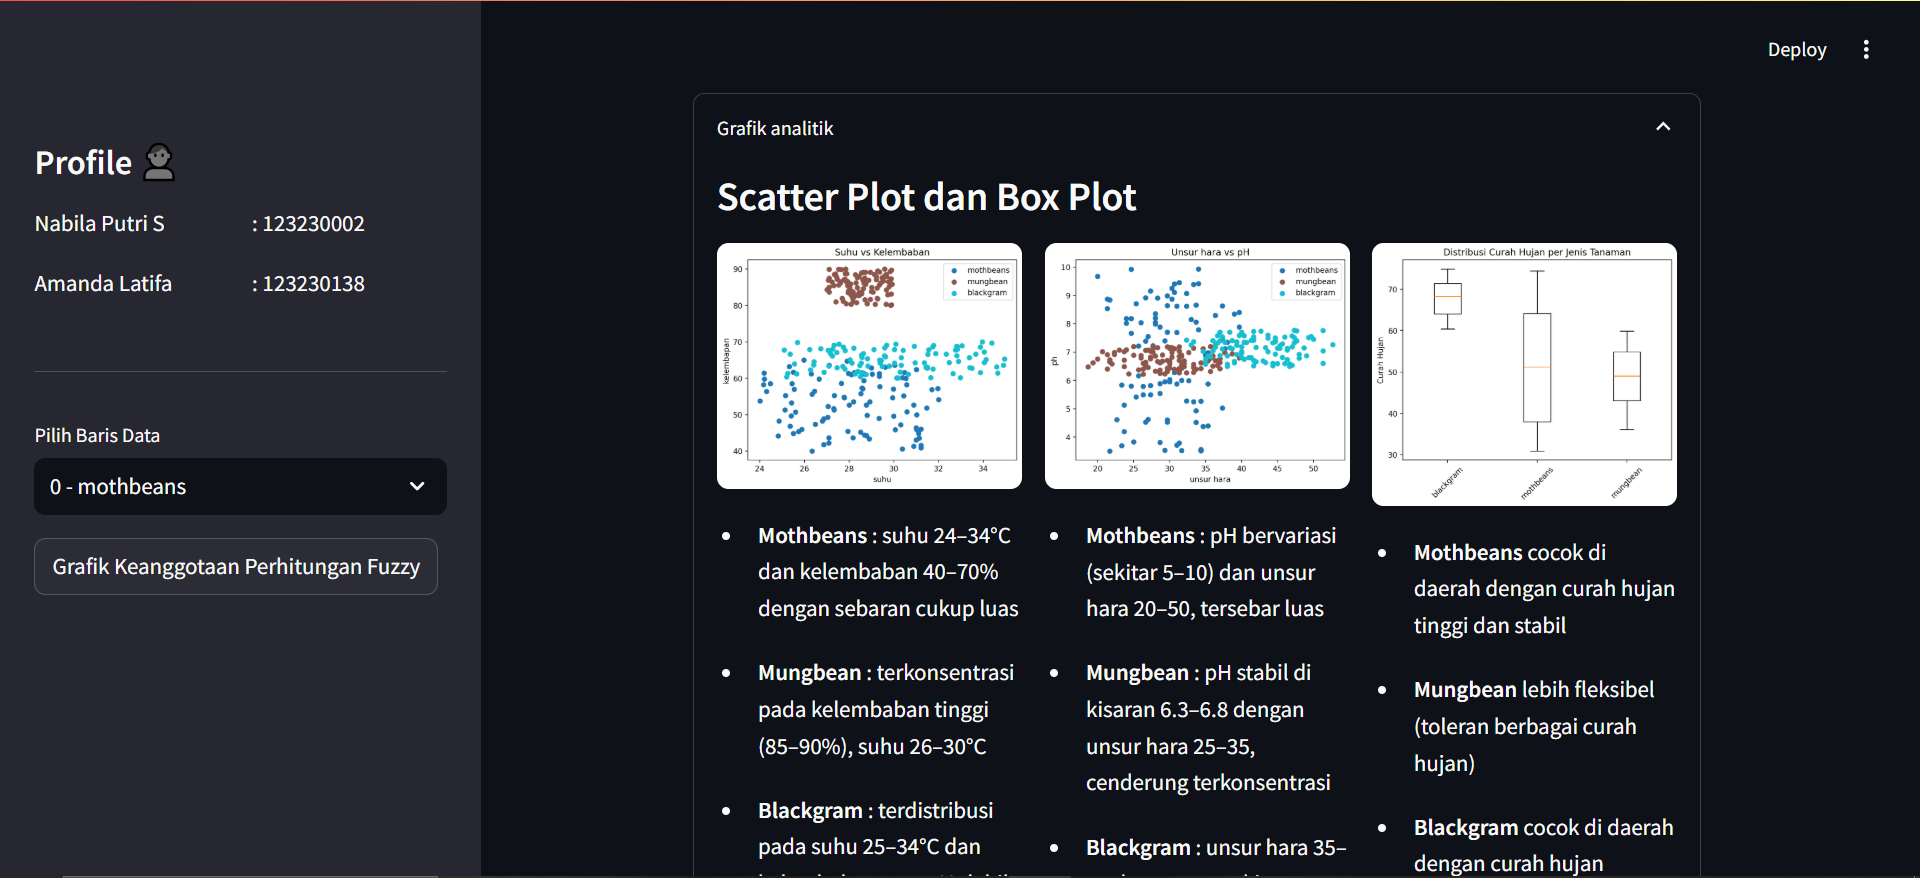 Deploy
Profile
Nabila Putri S : 123230002
Amanda Latifa : 123230138
Pilih Baris Data
0 - mothbeans
Grafik Keanggotaan Perhitungan Fuzzy
Grafik analitik
Scatter Plot dan Box Plot
Suhu vs Kelembaban
mothbeans
mungbean
blackgram
90
80
70
60
50
40
kelembapan
24 26 28 30 32 34
suhu
Mothbeans : suhu 24–34°C
dan kelembaban 40–70%
dengan sebaran cukup luas
Mungbean : terkonsentrasi
pada kelembaban tinggi
(85–90%), suhu 26–30°C
Blackgram : terdistribusi
pada suhu 25–34°C dan
Unsur hara vs pH
mothbeans
mungbean
blackgram
10
9
8
7
6
5
4
ph
20 25 30 35 40 45 50
unsur hara
Mothbeans : pH bervariasi
(sekitar 5–10) dan unsur
hara 20–50, tersebar luas
Mungbean : pH stabil di
kisaran 6.3–6.8 dengan
unsur hara 25–35,
cenderung terkonsentrasi
Blackgram : unsur hara 35–
Distribusi Curah Hujan per Jenis Tanaman
70
60
50
40
30
Curah Hujan
blackgram mothbeans mungbean
Mothbeans cocok di
daerah dengan curah hujan
tinggi dan stabil
Mungbean lebih fleksibel
(toleran berbagai curah
hujan)
Blackgram cocok di daerah
dengan curah hujan